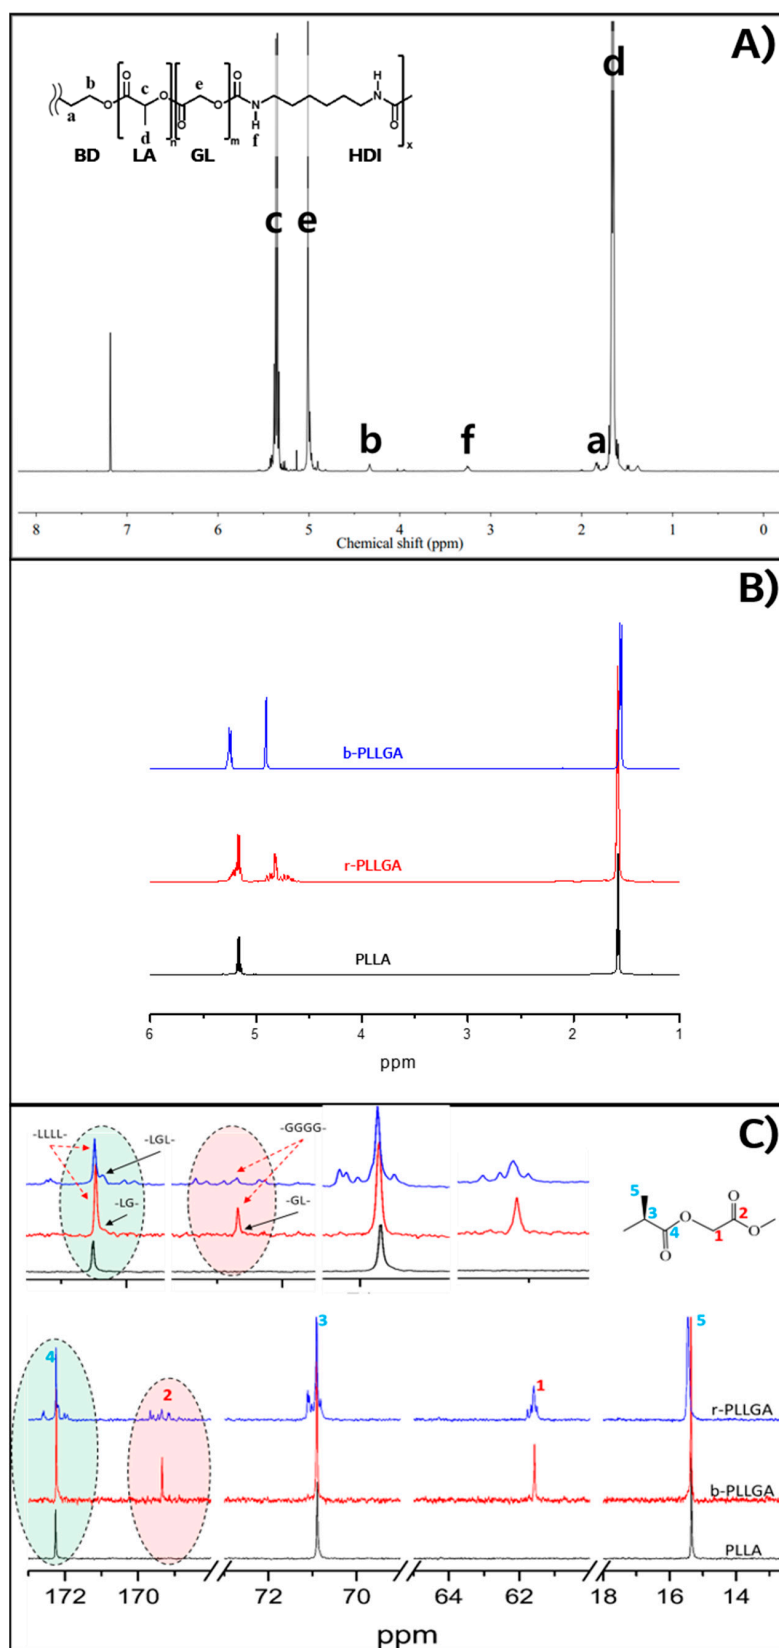 A)
d
b
c
e
a
d
n
m
f
x
BD
LA
GL
HDI
O
O
O
O
O
O
N
H
H
N
O
c
e
b
f
a
8
7
6
5
4
3
2
1
0
Chemical shift (ppm)
B)
b-PLLGA
r-PLLGA
PLLA
6
5
4
3
2
1
ppm
C)
-LLLL-
-LGL-
-LG-
-GGGG-
-GL-
5
3
4
O
O
1
O
2
O
4
2
3
1
5
r-PLLGA
b-PLLGA
PLLA
172
170
72
70
64
62
18
16
14
ppm